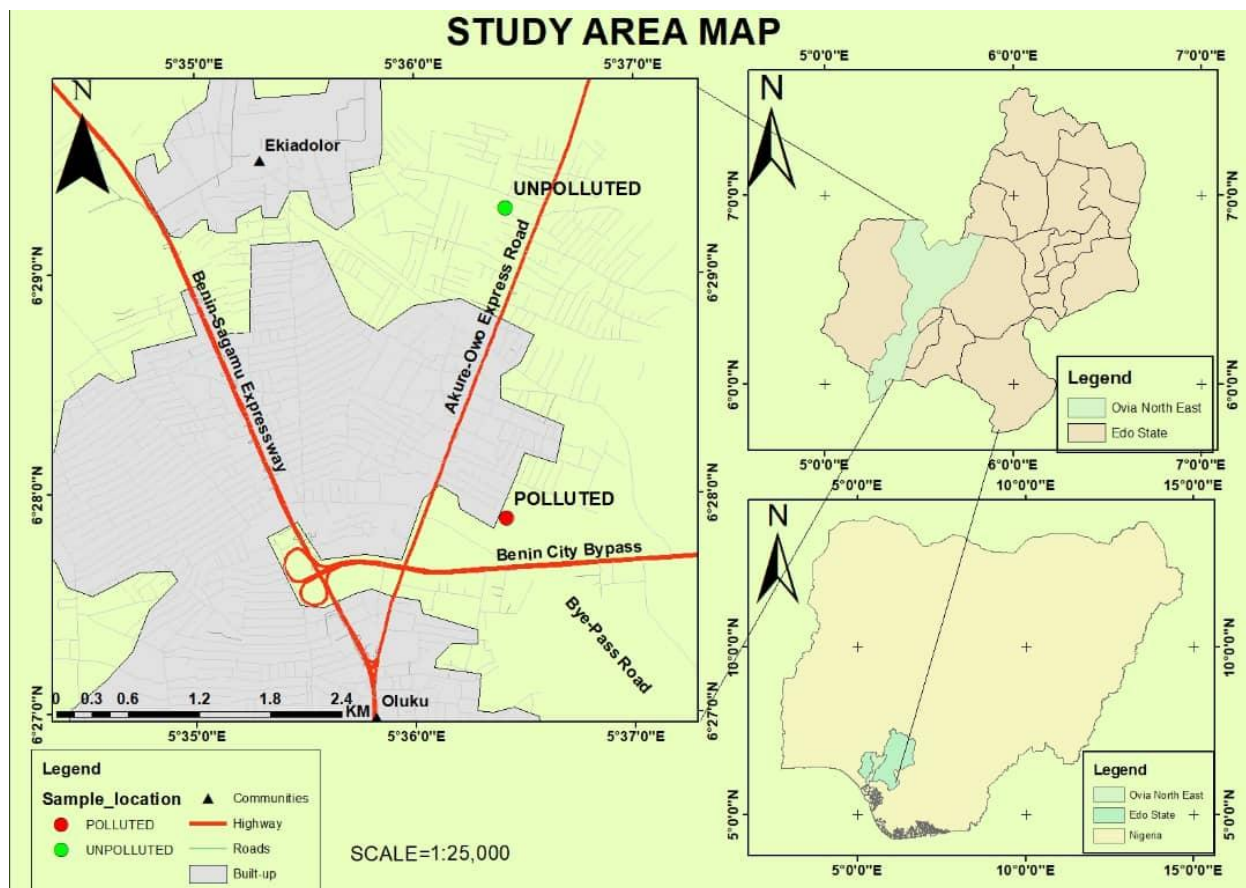 STUDY AREA MAP
5°35'0"E 5°36'0"E 5°37'0"E
N
Ekiadolor
UNPOLLUTED
6°29'0"N
6°29'0"N
Benin-Sagamu Expressway
Akure-Owo Express Road
6°28'0"N
6°28'0"N
POLLUTED
Benin City Bypass
Bye-Pass Road
Oluku
0 0.3 0.6 1.2 1.8 2.4
KM
6°27'0"N
6°27'0"N
5°35'0"E 5°36'0"E 5°37'0"E
Legend
Sample_location
POLLUTED
UNPOLLUTED
Communities
Highway
Roads
Built-up
SCALE=1:25,000
5°0'0"E 6°0'0"E 7°0'0"E
N
7°0'0"N
7°0'0"N
6°0'0"N
6°0'0"N
Legend
Ovia North East
Edo State
5°0'0"E 6°0'0"E 7°0'0"E
5°0'0"E 10°0'0"E 15°0'0"E
N
10°0'0"N
10°0'0"N
5°0'0"N
5°0'0"N
Legend
Ovia North East
Edo State
Nigeria
5°0'0"E 10°0'0"E 15°0'0"E